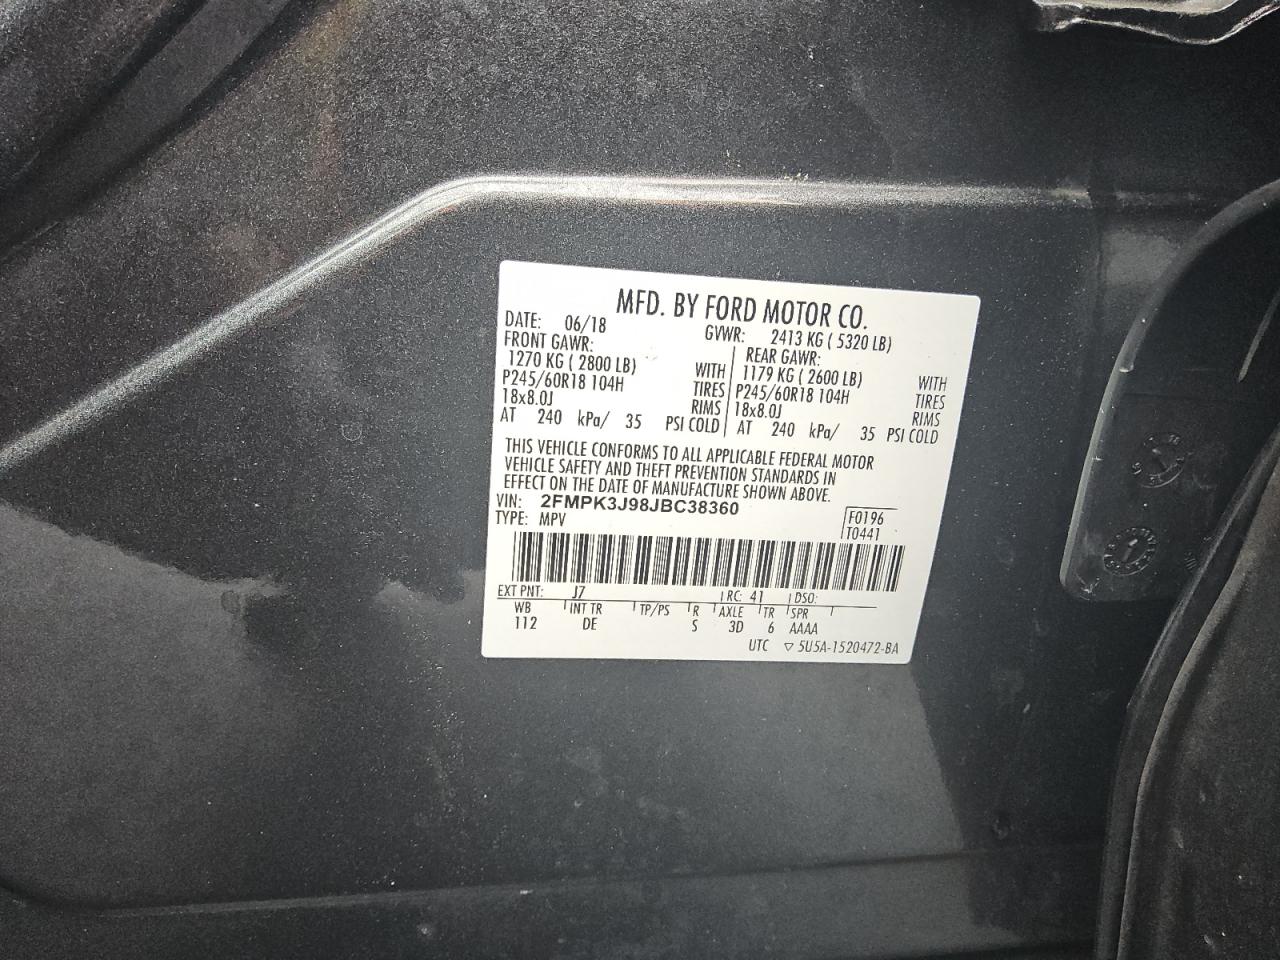 MFD. BY FORD MOTOR CO.
DATE: 06/18 GVWR: 2413 KG ( 5320 LB)
FRONT GAWR: REAR GAWR:
1270 KG ( 2800 LB) WITH 1179 KG ( 2600 LB) WITH
P245/60R18 104H TIRES P245/60R18 104H TIRES
18x8.0J RIMS 18x8.0J RIMS
AT 240 kPa/ 35 PSI COLD AT 240 kPa/ 35 PSI COLD
THIS VEHICLE CONFORMS TO ALL APPLICABLE FEDERAL MOTOR
VEHICLE SAFETY AND THEFT PREVENTION STANDARDS IN
EFFECT ON THE DATE OF MANUFACTURE SHOWN ABOVE.
VIN: 2FMPK3J98JBC38360
TYPE: MPV F0196
T0441
EXT PNT: J7 RC: 41 DSO:
WB INT TR TP/PS R AXLE TR SPR
112 DE S 3D 6 AAAA
UTC ▽ 5U5A-1520472-BA